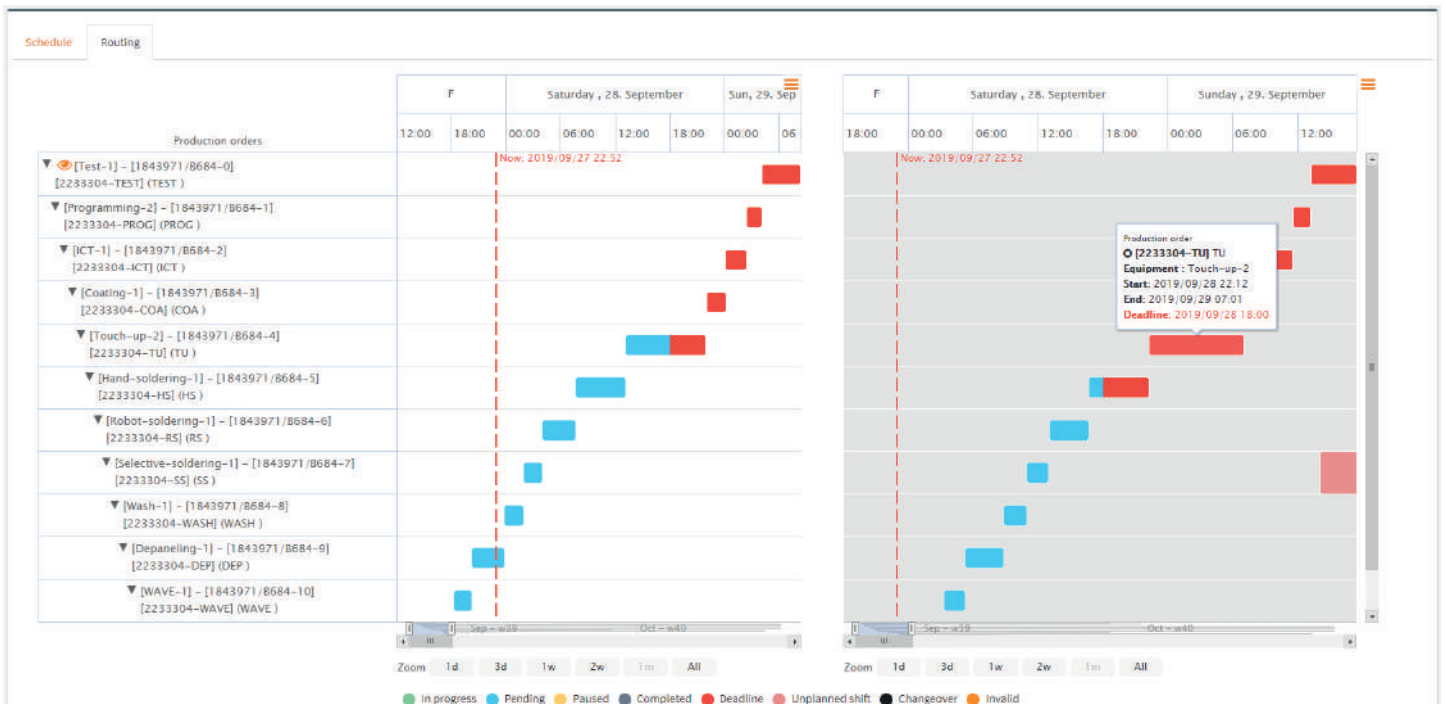 Schedule Routing
F Saturday , 28. September Sun, 29. Sep
F Saturday , 28. September Sunday , 29. September
Production orders
12:00 18:00 00:00 06:00 12:00 18:00 00:00 06
18:00 00:00 06:00 12:00 18:00 00:00 06:00 12:00
Now: 2019/09/27 22:52
Now: 2019/09/27 22:52
[Test-1] - [1843971/B684-0]
[2233304-TEST] (TEST )
[Programming-2] - [1843971/B684-1]
[2233304-PROG] (PROG )
[ICT-1] - [1843971/B684-2]
[2233304-ICT] (ICT )
[Coating-1] - [1843971/B684-3]
[2233304-COA] (COA )
[Touch-up-2] - [1843971/B684-4]
[2233304-TU] (TU )
[Hand-soldering-1] - [1843971/B684-5]
[2233304-HS] (HS )
[Robot-soldering-1] - [1843971/B684-6]
[2233304-RS] (RS )
[Selective-soldering-1] - [1843971/B684-7]
[2233304-SS] (SS )
[Wash-1] - [1843971/B684-8]
[2233304-WASH] (WASH )
[Depaneling-1] - [1843971/B684-9]
[2233304-DEP] (DEP )
[WAVE-1] - [1843971/B684-10]
[2233304-WAVE] (WAVE )
Production order
[2233304-TU] TU
Equipment : Touch-up-2
Start: 2019/09/28 22:12
End: 2019/09/29 07:01
Deadline: 2019/09/28 18:00
Sep - w39 Oct - w40
Sep - w39 Oct - w40
Zoom 1d 3d 1w 2w 1m All
Zoom 1d 3d 1w 2w 1m All
In progress Pending Paused Completed Deadline Unplanned shift Changeover Invalid